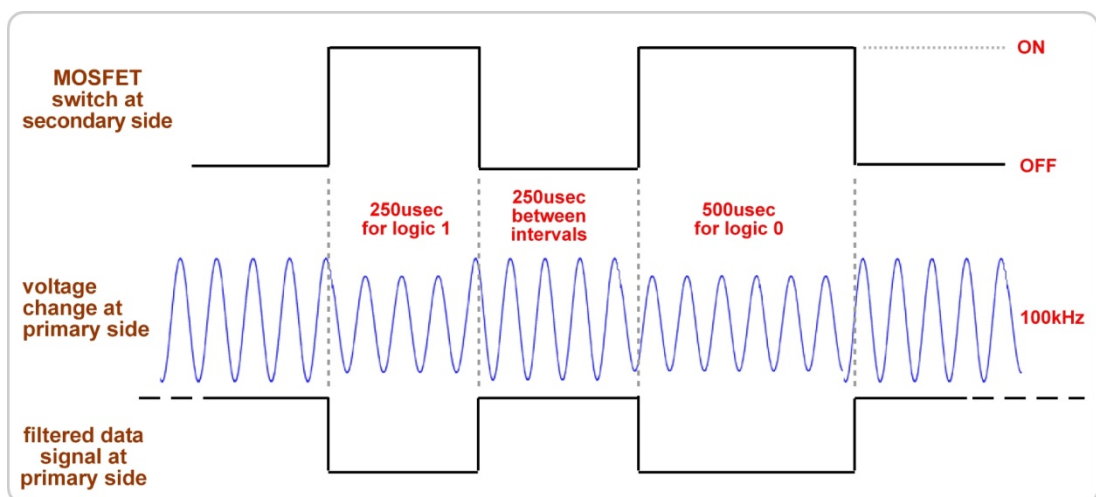 MOSFET
switch at
secondary side
ON
OFF
250usec
for logic 1
250usec
between
intervals
500usec
for logic 0
voltage
change at
primary side
100kHz
filtered data
signal at
primary side